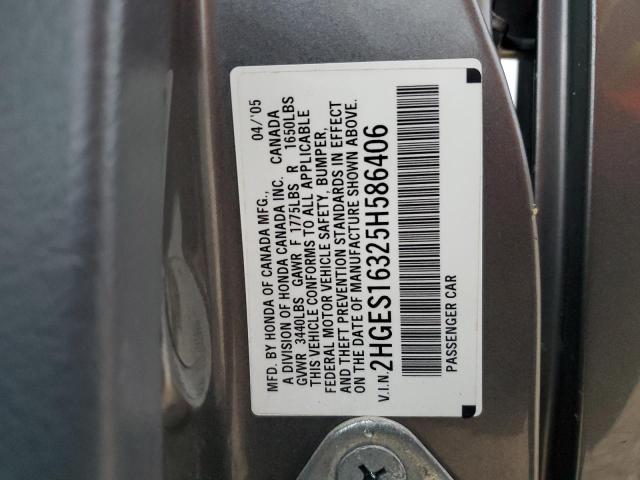 MFD. BY HONDA OF CANADA MFG., 04/'05
A DIVISION OF HONDA CANADA INC. CANADA
GVWR 3440LBS GAWR F 1775LBS R 1650LBS
THIS VEHICLE CONFORMS TO ALL APPLICABLE
FEDERAL MOTOR VEHICLE SAFETY, BUMPER,
AND THEFT PREVENTION STANDARDS IN EFFECT
ON THE DATE OF MANUFACTURE SHOWN ABOVE.
V.I.N. 2HGES16325H586406
PASSENGER CAR